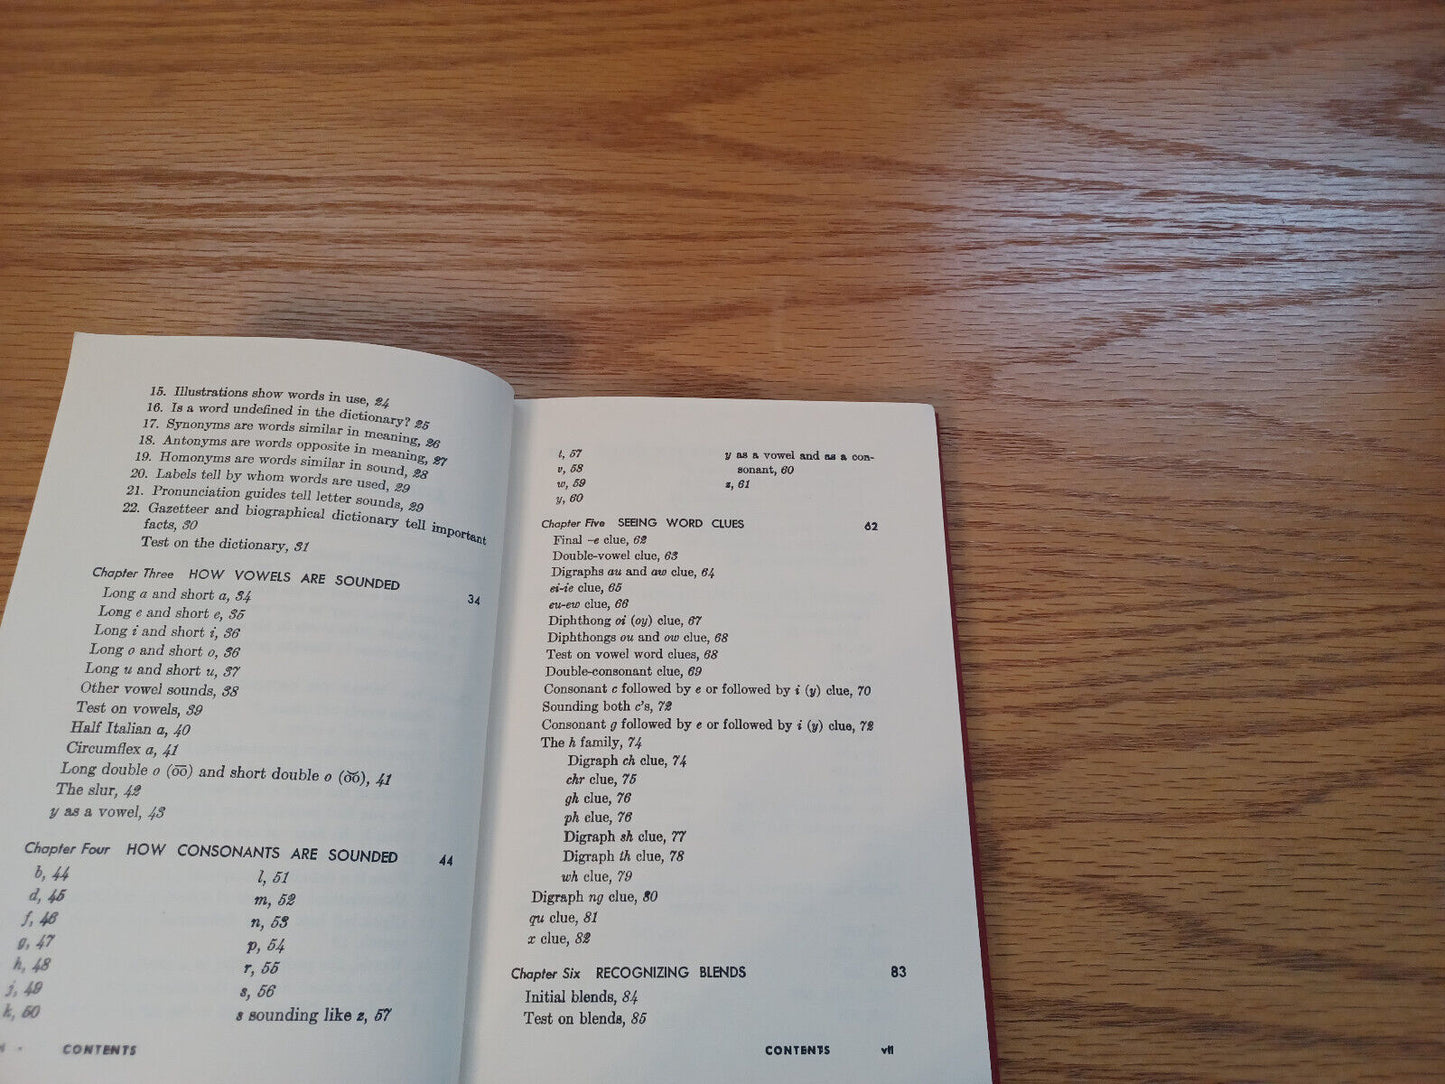 15. Illustrations show words in use, 24
16. Is a word undefined in the dictionary? 25
17. Synonyms are words similar in meaning, 26
18. Antonyms are words opposite in meaning, 27
19. Homonyms are words similar in sound, 28
20. Labels tell by whom words are used, 29
21. Pronunciation guides tell letter sounds, 29
22. Gazetteer and biographical dictionary tell important
facts, 30
Test on the dictionary, 31
Chapter Three HOW VOWELS ARE SOUNDED 34
Long a and short a, 34
Long e and short e, 35
Long i and short i, 36
Long o and short o, 36
Long u and short u, 37
Other vowel sounds, 38
Test on vowels, 39
Half Italian a, 40
Circumflex a, 41
Long double o (o͞o) and short double o (o͝o), 41
The slur, 42
y as a vowel, 43
Chapter Four HOW CONSONANTS ARE SOUNDED 44
b, 44
d, 45
f, 46
g, 47
h, 48
j, 49
k, 50
l, 51
m, 52
n, 53
p, 54
r, 55
s, 56
s sounding like z, 57
CONTENTS
t, 57
v, 58
w, 59
y, 60
y as a vowel and as a con-
sonant, 60
z, 61
Chapter Five SEEING WORD CLUES 62
Final –e clue, 62
Double-vowel clue, 63
Digraphs au and aw clue, 64
ei-ie clue, 65
eu-ew clue, 66
Diphthong oi (oy) clue, 67
Diphthongs ou and ow clue, 68
Test on vowel word clues, 68
Double-consonant clue, 69
Consonant c followed by e or followed by i (y) clue, 70
Sounding both c's, 72
Consonant g followed by e or followed by i (y) clue, 72
The h family, 74
Digraph ch clue, 74
chr clue, 75
gh clue, 76
ph clue, 76
Digraph sh clue, 77
Digraph th clue, 78
wh clue, 79
Digraph ng clue, 80
qu clue, 81
x clue, 82
Chapter Six RECOGNIZING BLENDS 83
Initial blends, 84
Test on blends, 85
CONTENTS vii